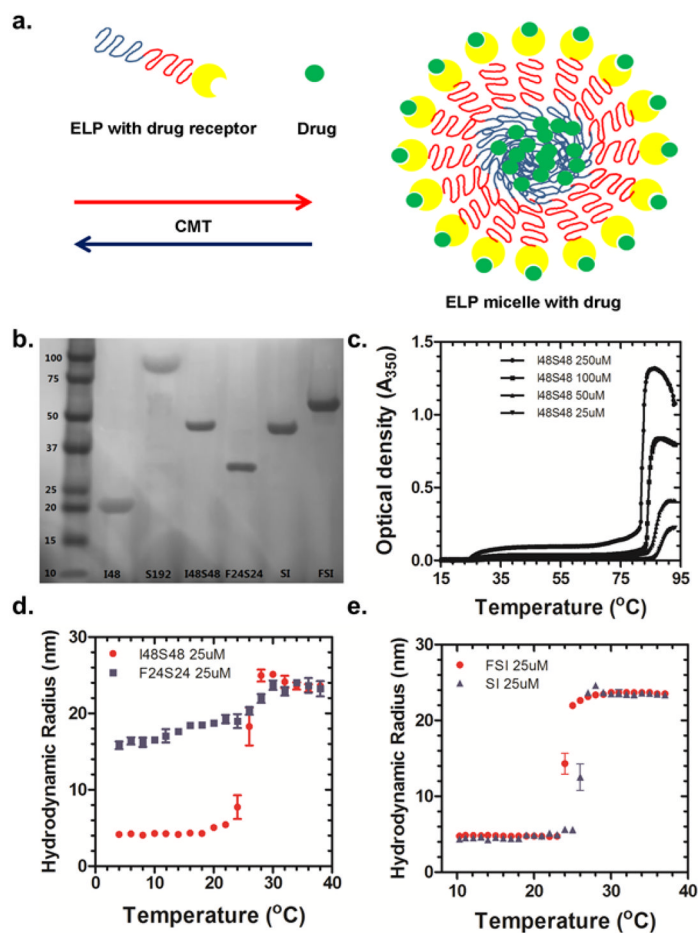 a.
ELP with drug receptor
Drug
CMT
ELP micelle with drug
b.
100
75
50
37
25
20
15
10
I48 S192 I48S48 F24S24 SI FSI
c.
Optical density (A350)
1.5
1.0
0.5
0.0
I48S48 250uM
I48S48 100uM
I48S48 50uM
I48S48 25uM
15 35 55 75 95
Temperature (oC)
d.
Hydrodynamic Radius (nm)
30
20
10
0
I48S48 25uM
F24S24 25uM
0 10 20 30 40
Temperature (oC)
e.
Hydrodynamic Radius (nm)
30
20
10
0
FSI 25uM
SI 25uM
10 20 30 40
Temperature (oC)